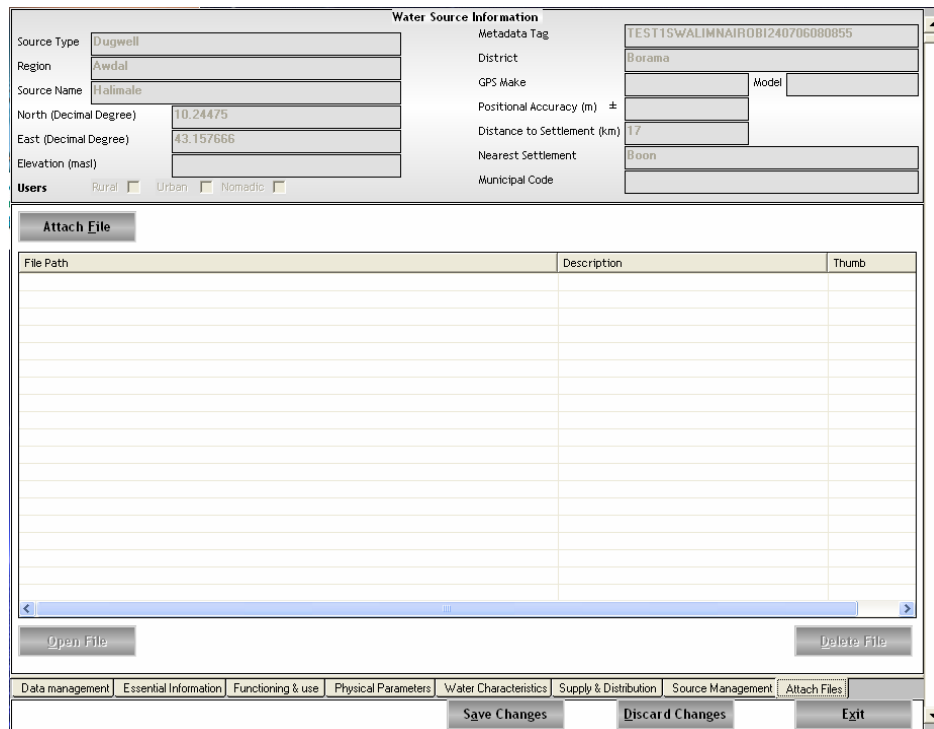 Water Source Information
Source Type Dugwell
Metadata Tag TEST1SWALIMNAIROBI240706080855
Region Awdal
District Borama
Source Name Halimale
GPS Make Model
North (Decimal Degree) 10.24475
Positional Accuracy (m) ±
East (Decimal Degree) 43.157666
Distance to Settlement (km) 17
Elevation (masl)
Nearest Settlement Boon
Users Rural Urban Nomadic
Municipal Code
Attach File
File Path Description Thumb
Open File Delete File
Data management Essential Information Functioning & use Physical Parameters Water Characteristics Supply & Distribution Source Management Attach Files
Save Changes Discard Changes Exit